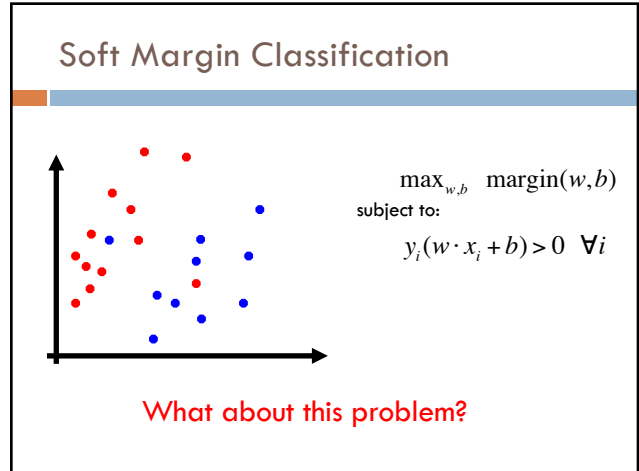 Soft Margin Classification
max_{w,b} margin(w,b)
subject to:
y_i(w · x_i + b) > 0 ∀i
What about this problem?